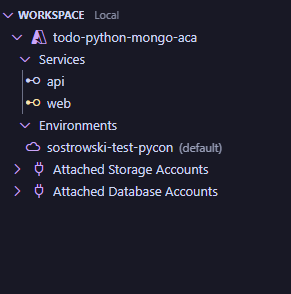 WORKSPACE Local
todo-python-mongo-aca
Services
api
web
Environments
sostrowski-test-pycon (default)
Attached Storage Accounts
Attached Database Accounts